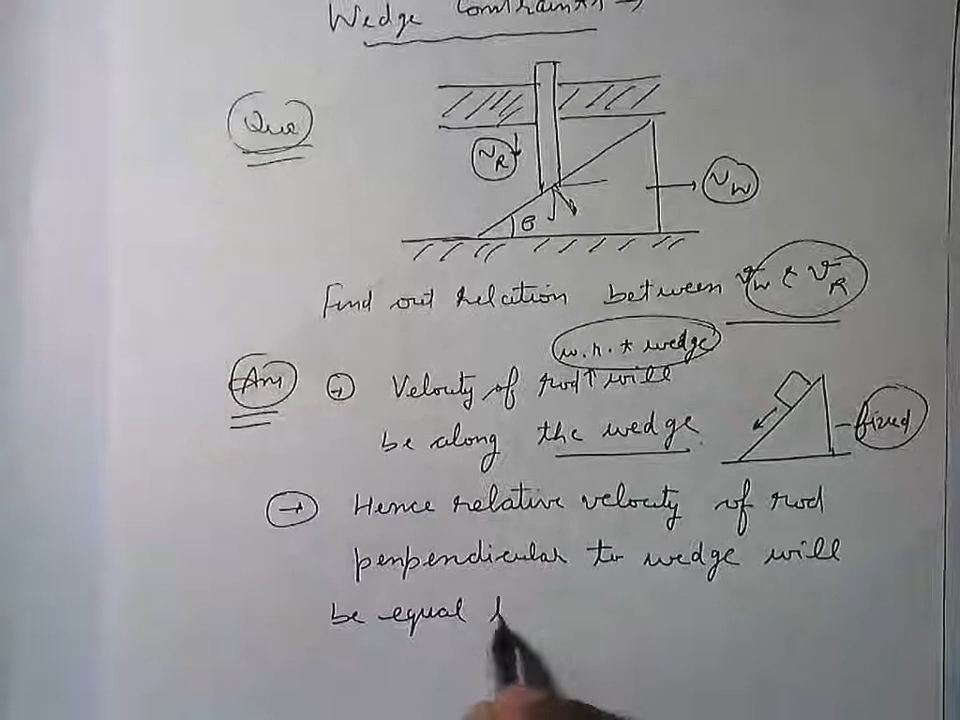 Wedge Constraints →
Que
V_R
V_W
θ
Find out relation between V_W & V_R
w.r.t wedge
Ans → Velocity of rod ↑ will
be along the wedge.
fixed
→ Hence relative velocity of rod
perpendicular to wedge will
be equal